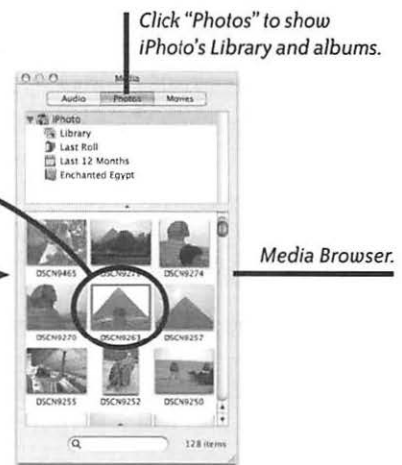 Click “Photos” to show
iPhoto’s Library and albums.
Media
Audio Photos Movies
iPhoto
Library
Last Roll
Last 12 Months
Enchanted Egypt
DSCN9465 DSCN9275 DSCN9274
Media Browser.
DSCN9270 DSCN9263 DSCN9257
DSCN9255 DSCN9252 DSCN9250
128 items